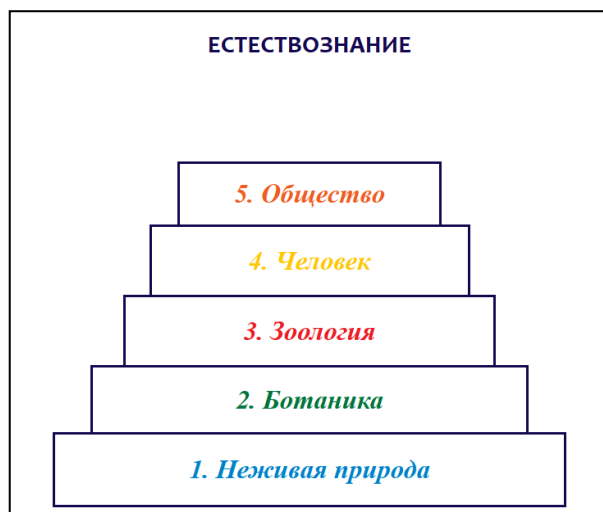 ЕСТЕСТВОЗНАНИЕ
5. Общество
4. Человек
3. Зоология
2. Ботаника
1. Неживая природа